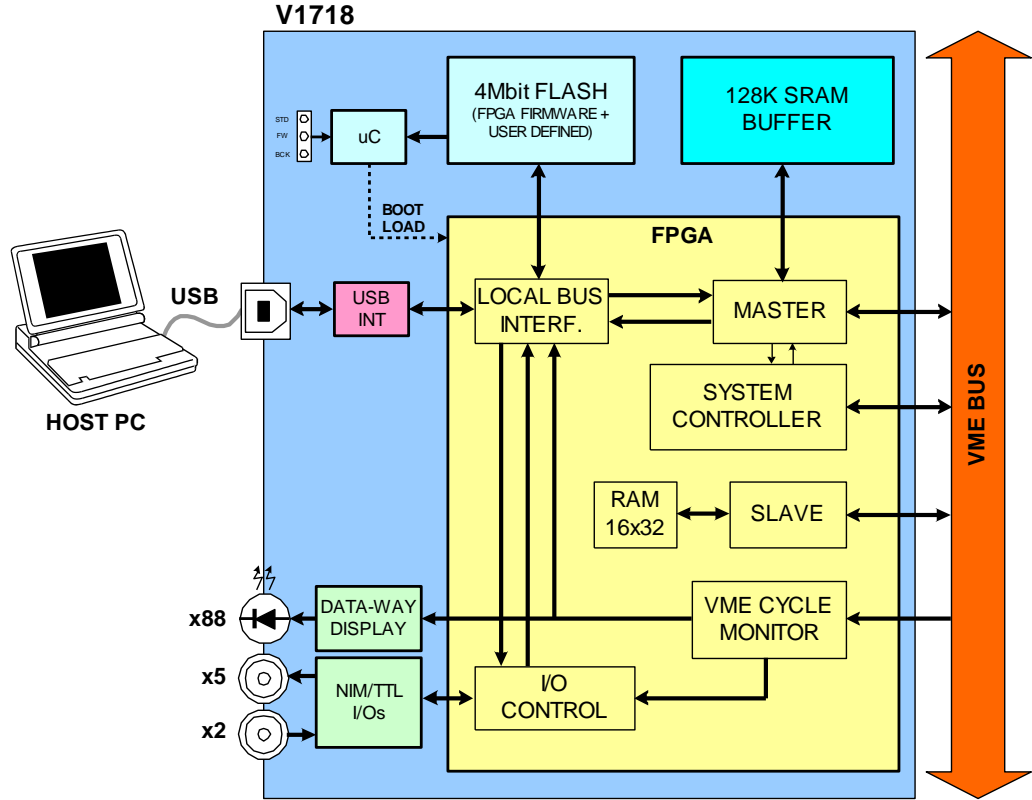 V1718
4Mbit FLASH
(FPGA FIRMWARE +
USER DEFINED)
128K SRAM
BUFFER
STD
FW
BCK
uC
BOOT
LOAD
FPGA
USB
USB
INT
LOCAL BUS
INTERF.
MASTER
HOST PC
SYSTEM
CONTROLLER
VME BUS
RAM
16x32
SLAVE
x88
DATA-WAY
DISPLAY
VME CYCLE
MONITOR
x5
NIM/TTL
I/Os
I/O
CONTROL
x2